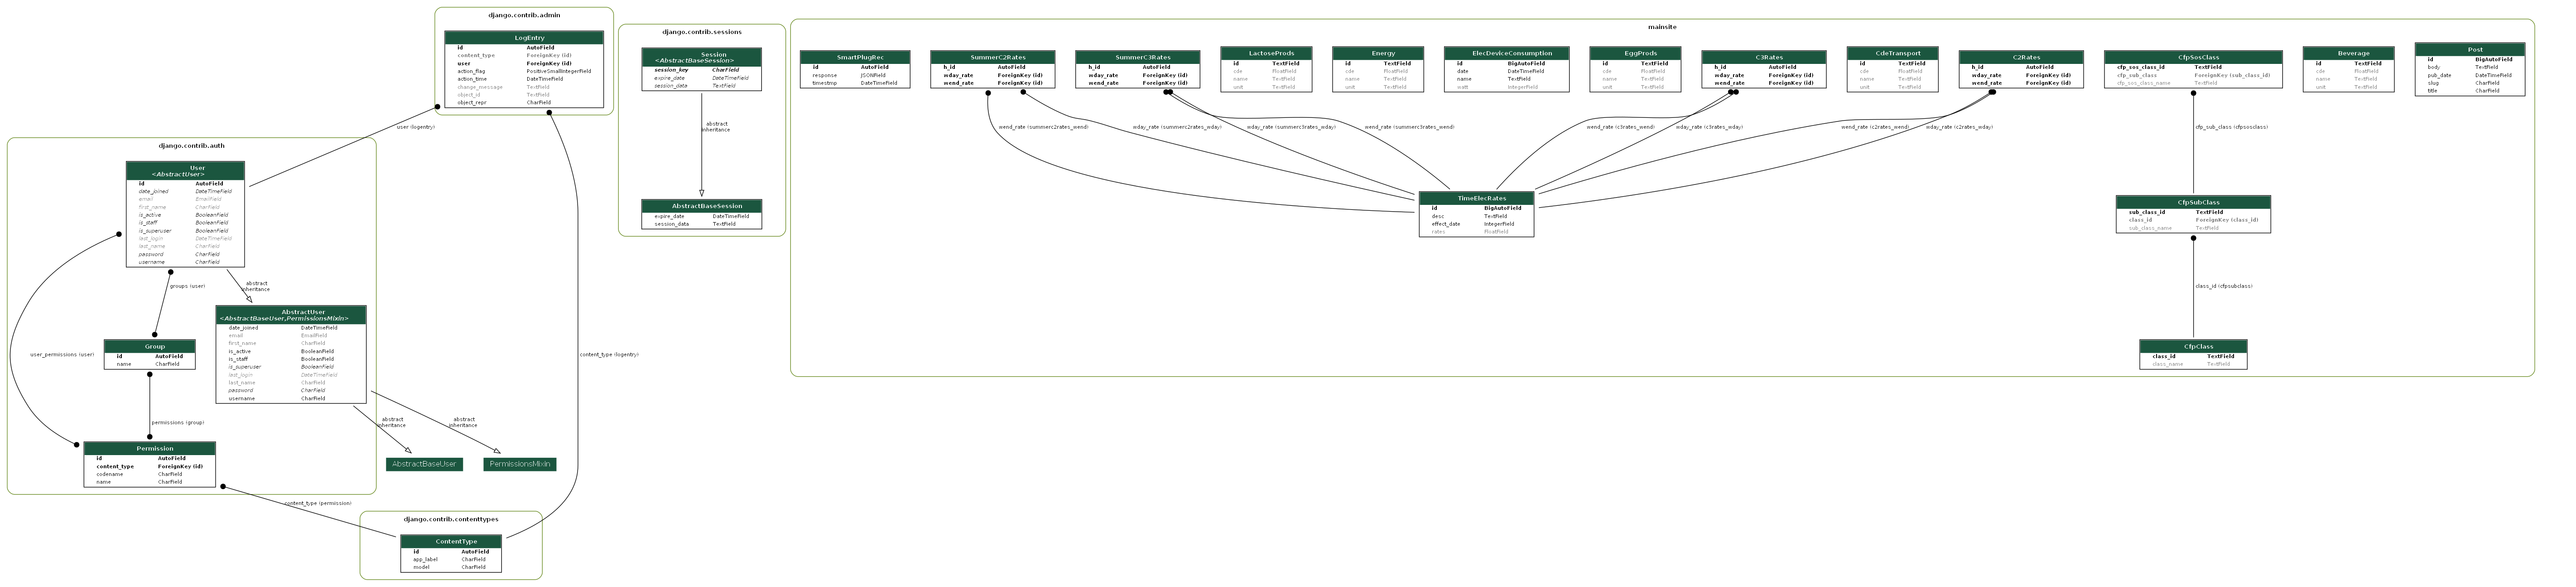 django.contrib.admin
LogEntry
id AutoField
content_type ForeignKey (id)
user ForeignKey (id)
action_flag PositiveSmallIntegerField
action_time DateTimeField
change_message TextField
object_id TextField
object_repr CharField
django.contrib.sessions
Session
<AbstractBaseSession>
session_key CharField
expire_date DateTimeField
session_data TextField
abstract
inheritance
AbstractBaseSession
expire_date DateTimeField
session_data TextField
mainsite
SmartPlugRec
id AutoField
response JSONField
timestmp DateTimeField
SummerC2Rates
h_id AutoField
wday_rate ForeignKey (id)
wend_rate ForeignKey (id)
SummerC3Rates
h_id AutoField
wday_rate ForeignKey (id)
wend_rate ForeignKey (id)
LactoseProds
id TextField
cde FloatField
name TextField
unit TextField
Energy
id TextField
cde FloatField
name TextField
unit TextField
ElecDeviceConsumption
id BigAutoField
date DateTimeField
name TextField
watt IntegerField
EggProds
id TextField
cde FloatField
name TextField
unit TextField
C3Rates
h_id AutoField
wday_rate ForeignKey (id)
wend_rate ForeignKey (id)
CdeTransport
id TextField
cde FloatField
name TextField
unit TextField
C2Rates
h_id AutoField
wday_rate ForeignKey (id)
wend_rate ForeignKey (id)
CfpSosClass
cfp_sos_class_id TextField
cfp_sub_class ForeignKey (sub_class_id)
cfp_sos_class_name TextField
Beverage
id TextField
cde FloatField
unit TextField
Post
id BigAutoField
body TextField
pub_date DateTimeField
slug CharField
title CharField
wend_rate (summerc2rates_wend)
wday_rate (summerc2rates_wday)
wday_rate (summerc3rates_wday)
wend_rate (summerc3rates_wend)
wend_rate (c3rates_wend)
wday_rate (c3rates_wday)
wend_rate (c2rates_wend)
wday_rate (c2rates_wday)
cfp_sub_class (cfpsosclass)
TimeElecRates
id BigAutoField
desc TextField
effect_date IntegerField
rates FloatField
CfpSubClass
sub_class_id TextField
class_id ForeignKey (class_id)
sub_class_name TextField
class_id (cfpsubclass)
CfpClass
class_id TextField
class_name TextField
user (logentry)
django.contrib.auth
User
<AbstractUser>
id AutoField
date_joined DateTimeField
email EmailField
first_name CharField
is_active BooleanField
is_staff BooleanField
is_superuser BooleanField
last_login DateTimeField
last_name CharField
password CharField
username CharField
groups (user)
abstract
inheritance
AbstractUser
<AbstractBaseUser,PermissionsMixin>
date_joined DateTimeField
email EmailField
first_name CharField
is_active BooleanField
is_staff BooleanField
is_superuser BooleanField
last_login DateTimeField
last_name CharField
password CharField
username CharField
user_permissions (user)
Group
id AutoField
name CharField
content_type (logentry)
permissions (group)
abstract
inheritance
abstract
inheritance
Permission
id AutoField
content_type ForeignKey (id)
codename CharField
name CharField
AbstractBaseUser
PermissionsMixin
content_type (permission)
django.contrib.contenttypes
ContentType
id AutoField
app_label CharField
model CharField